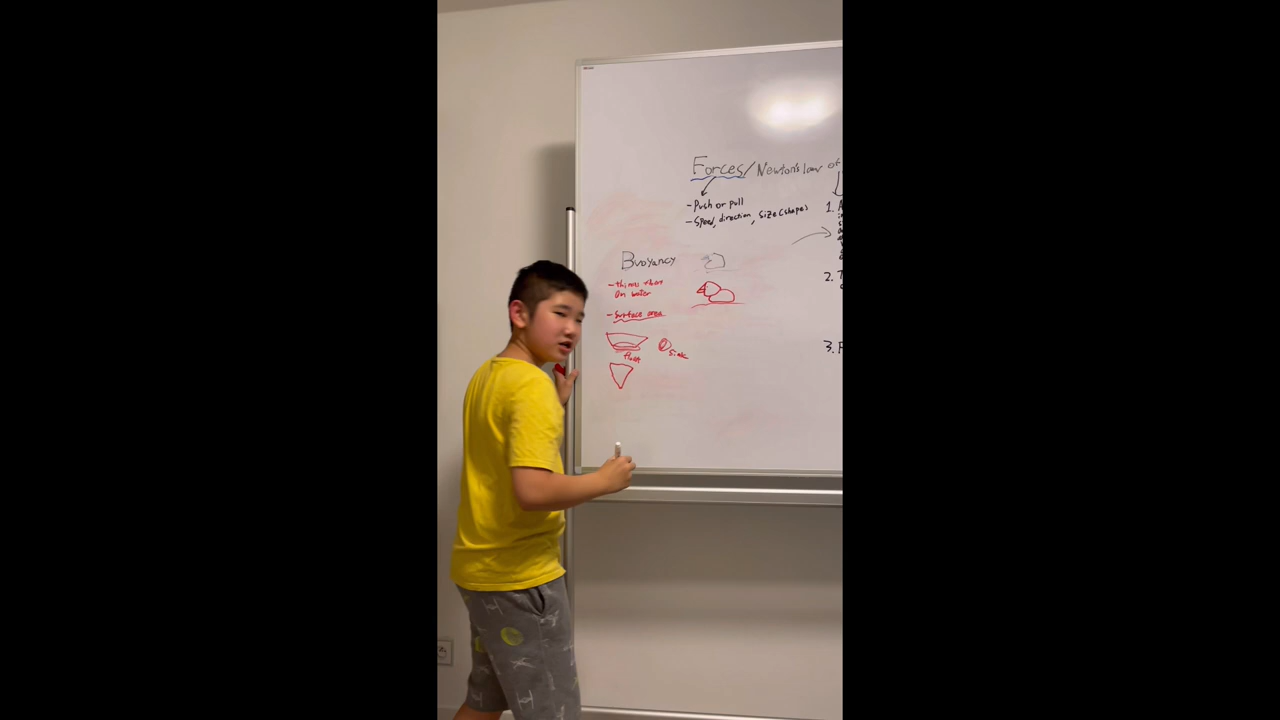 Forces/Newton's law of
- Push or pull
- Speed, direction, size (shape)
1. A
2. T
3. F
Buoyancy
- things float
on water
- Surface area
float
sink